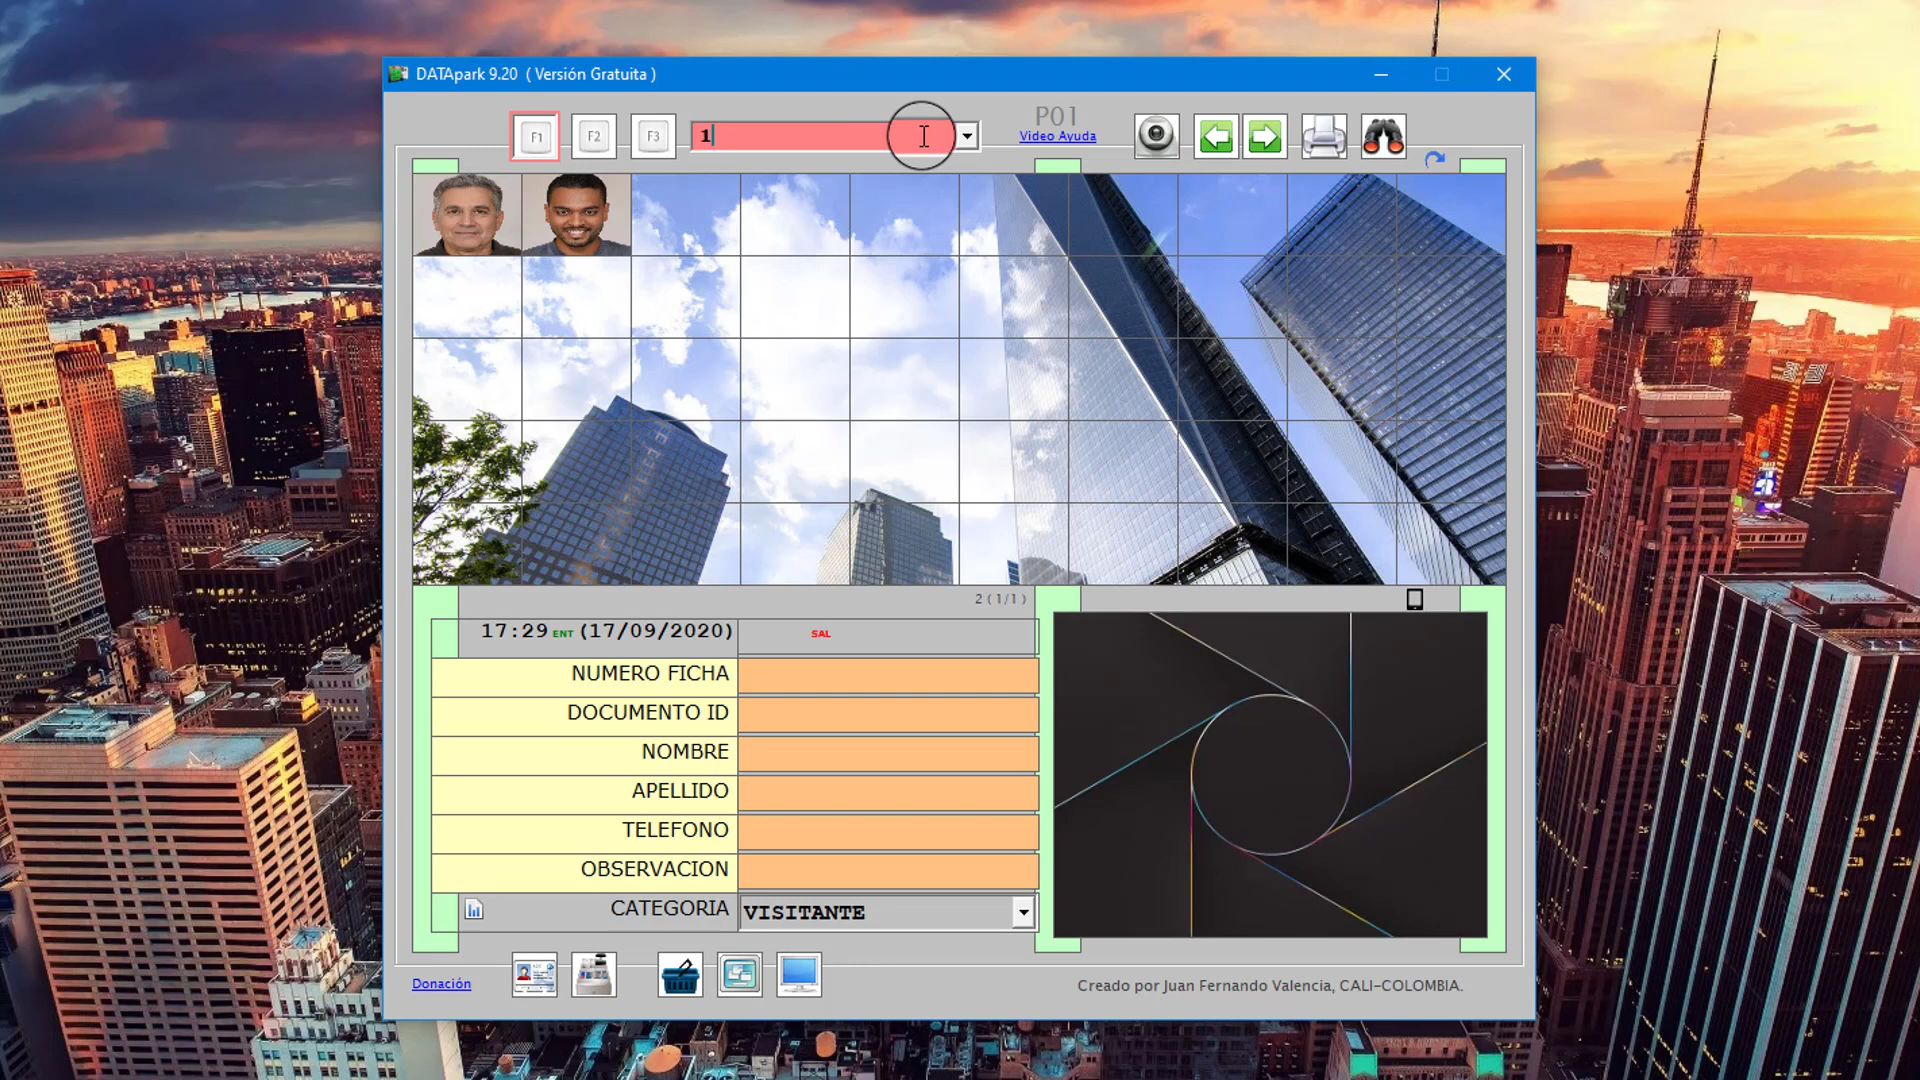 DATApark 9.20 ( Versión Gratuita )
F1
F2
F3
1
P01
Video Ayuda
2 ( 1/1 )
17:29 ENT (17/09/2020)
SAL
NUMERO FICHA
DOCUMENTO ID
NOMBRE
APELLIDO
TELEFONO
OBSERVACION
CATEGORIA
VISITANTE
Donación
Creado por Juan Fernando Valencia, CALI-COLOMBIA.